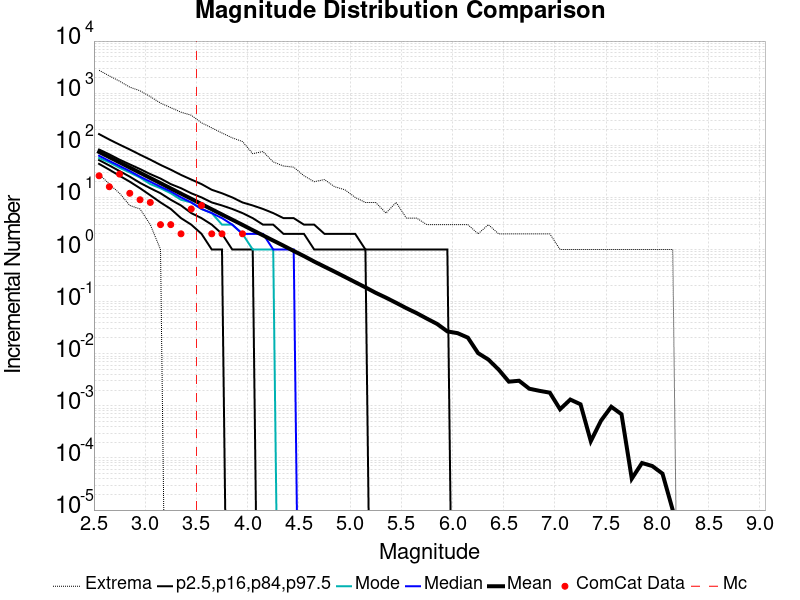 Magnitude Distribution Comparison
10^4
10^3
10^2
10^1
10^0
10^-1
10^-2
10^-3
10^-4
10^-5
Incremental Number
2.5 3.0 3.5 4.0 4.5 5.0 5.5 6.0 6.5 7.0 7.5 8.0 8.5 9.0
Magnitude
Extrema p2.5,p16,p84,p97.5 Mode Median Mean ComCat Data Mc